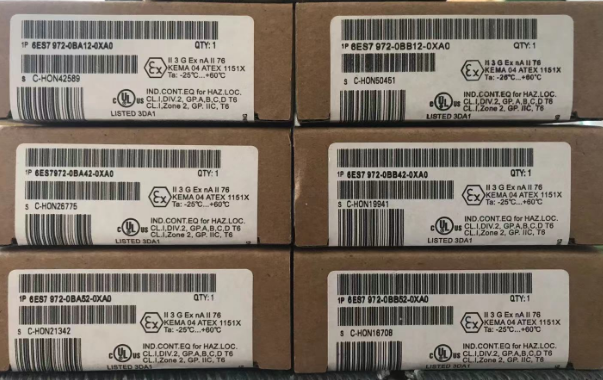 1P 6ES7 972-0BA12-0XA0 QTY: 1
II 3 G Ex nA II 76
KEMA 04 ATEX 1151X
Ta: -25°C...+60°C
S C-HON42589
IND.CONT.EQ for HAZ.LOC.
CL.I,DIV.2, GP.A,B,C,D T6
CL.I,Zone 2, GP. IIC, T6
LISTED 3DA1
1P 6ES7 972-0BB12-0XA0 QTY: 1
II 3 G Ex nA II 76
KEMA 04 ATEX 1151X
Ta: -25°C...+60°C
S C-HON50451
IND.CONT.EQ for HAZ.LOC.
CL.I,DIV.2, GP.A,B,C,D T6
CL.I,Zone 2, GP. IIC, T6
LISTED 3DA1
1P 6ES7972-0BA42-0XA0 QTY: 1
II 3 G Ex nA II 76
KEMA 04 ATEX 1151X
Ta: -25°C...+60°C
S C-HON26775
IND.CONT.EQ for HAZ.LOC.
CL.I,DIV.2, GP.A,B,C,D T6
CL.I,Zone 2, GP. IIC, T6
LISTED 3DA1
1P 6ES7 972-0BB42-0XA0 QTY: 1
II 3 G Ex nA II 76
KEMA 04 ATEX 1151X
Ta: -25°C...+60°C
S C-HON19941
IND.CONT.EQ for HAZ.LOC.
CL.I,DIV.2, GP.A,B,C,D T6
CL.I,Zone 2, GP. IIC, T6
LISTED 3DA1
1P 6ES7 972-0BA52-0XA0 QTY: 1
II 3 G Ex nA II 76
KEMA 04 ATEX 1151X
Ta: -25°C...+60°C
S C-HON21342
IND.CONT.EQ for HAZ.LOC.
CL.I,DIV.2, GP.A,B,C,D T6
CL.I,Zone 2, GP. IIC, T6
LISTED 3DA1
1P 6ES7 972-0BB52-0XA0 QTY: 1
II 3 G Ex nA II 76
KEMA 04 ATEX 1151X
Ta: -25°C...+60°C
S C-HON16708
IND.CONT.EQ for HAZ.LOC.
CL.I,DIV.2, GP.A,B,C,D T6
CL.I,Zone 2, GP. IIC, T6